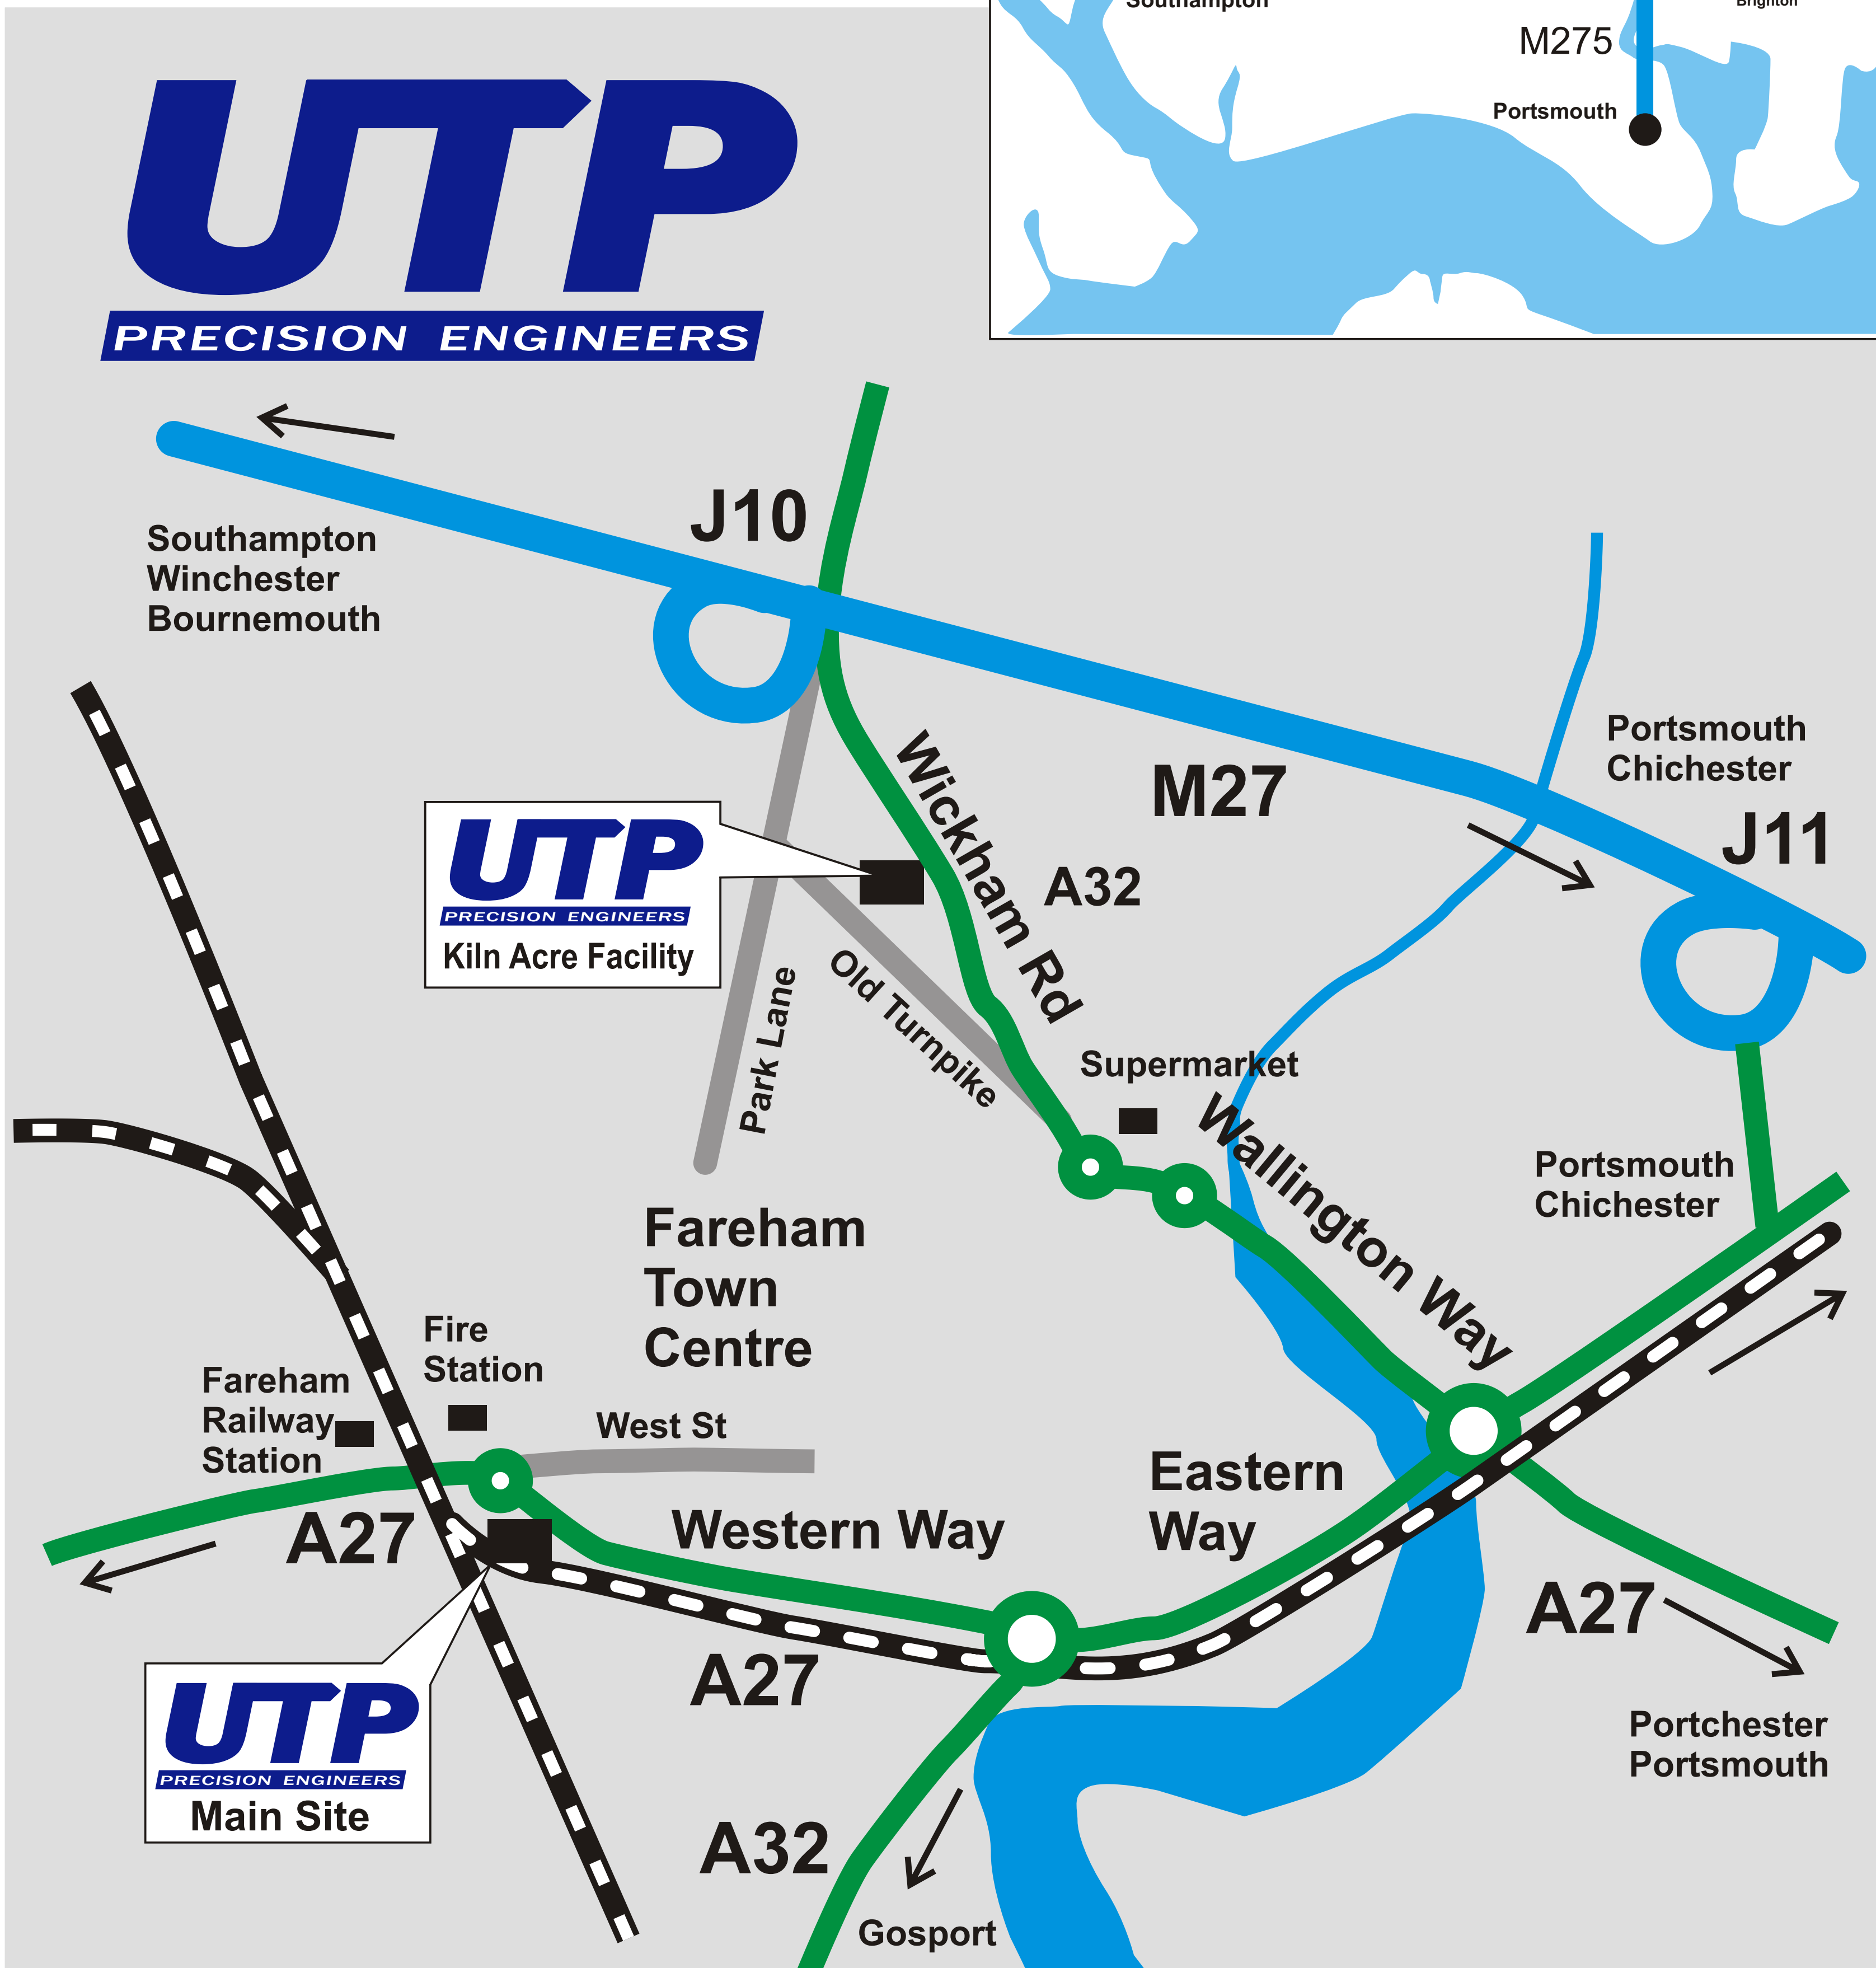 Southampton
Brighton
M275
Portsmouth
UTP
PRECISION ENGINEERS
J10
Southampton
Winchester
Bournemouth
Portsmouth
Chichester
M27
J11
Wickham Rd
A32
UTP
PRECISION ENGINEERS
Kiln Acre Facility
Old Turnpike
Park Lane
Supermarket
Wallington Way
Portsmouth
Chichester
Fareham
Town
Centre
Fire
Station
Fareham
Railway
Station
West St
Eastern
Way
Western Way
A27
A27
A27
UTP
PRECISION ENGINEERS
Main Site
Portchester
Portsmouth
A32
Gosport